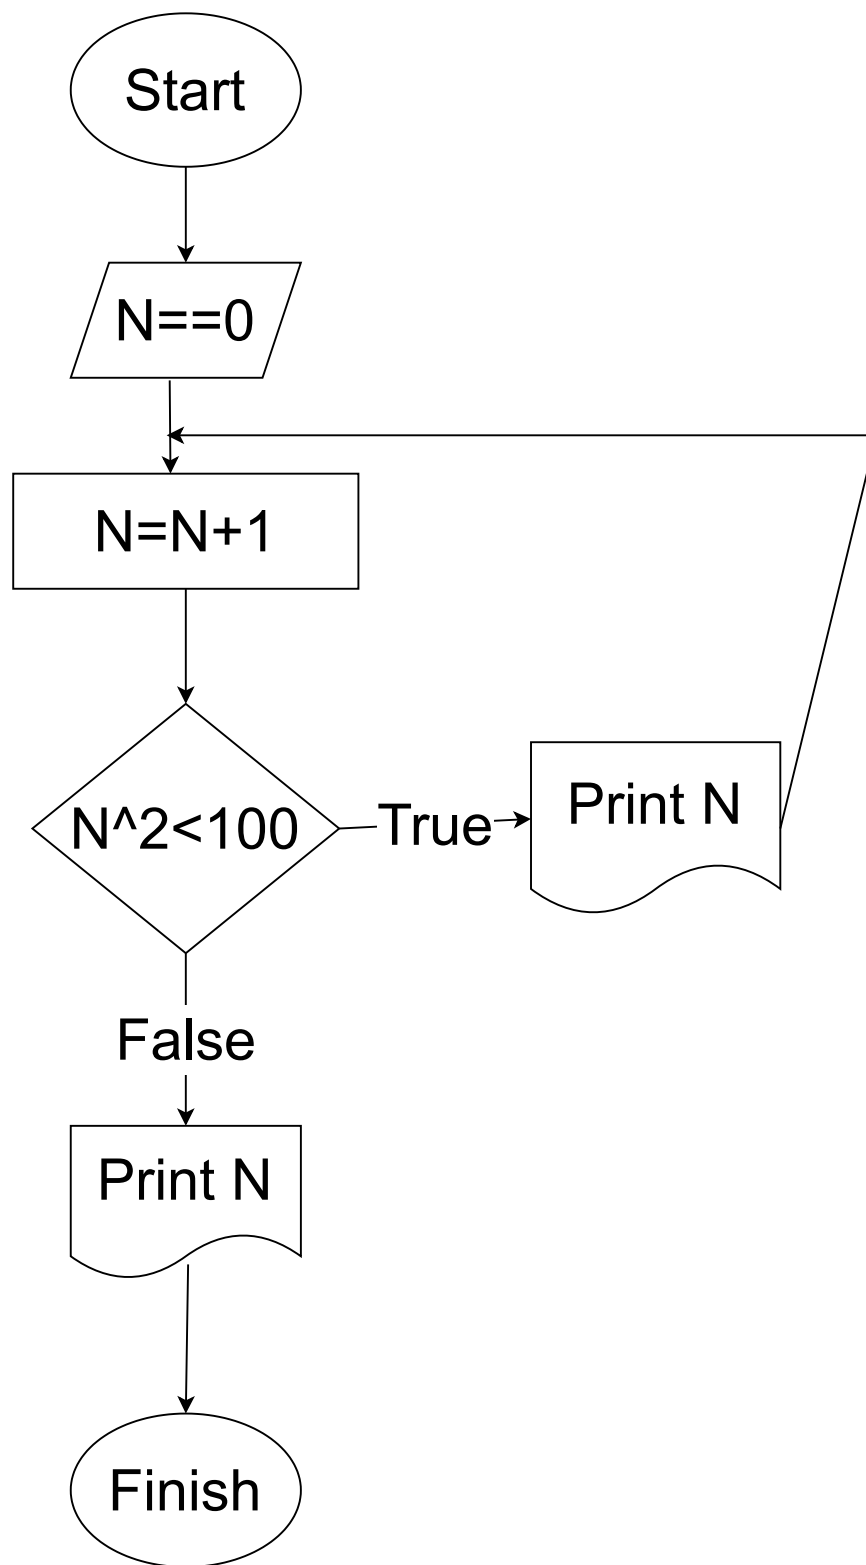 Start
N==0
N=N+1
N^2<100
True
Print N
False
Print N
Finish